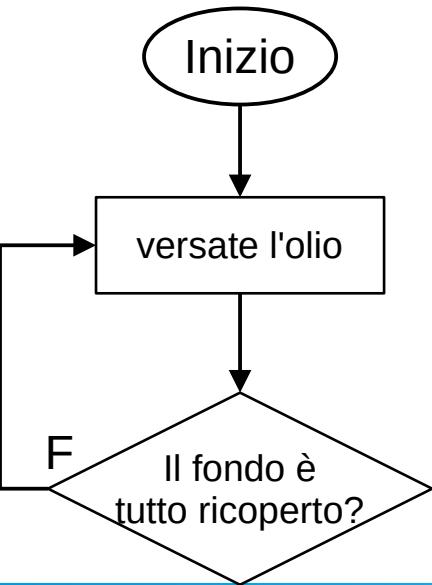 Inizio
versate l'olio
F
Il fondo è
tutto ricoperto?